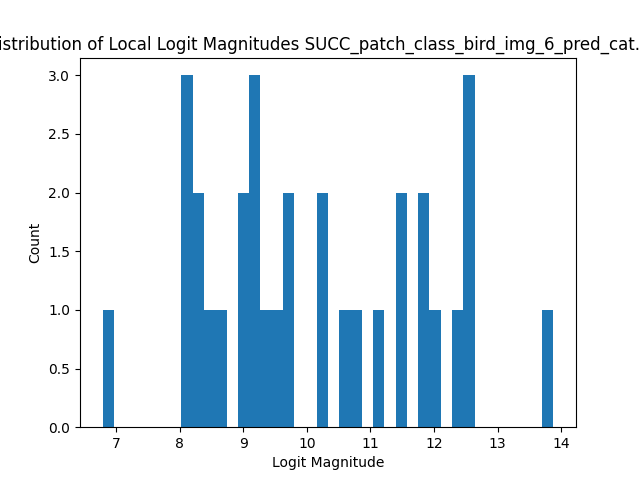 istribution of Local Logit Magnitudes SUCC_patch_class_bird_img_6_pred_cat.
3.0
2.5
2.0
1.5
1.0
0.5
0.0
Count
7 8 9 10 11 12 13 14
Logit Magnitude